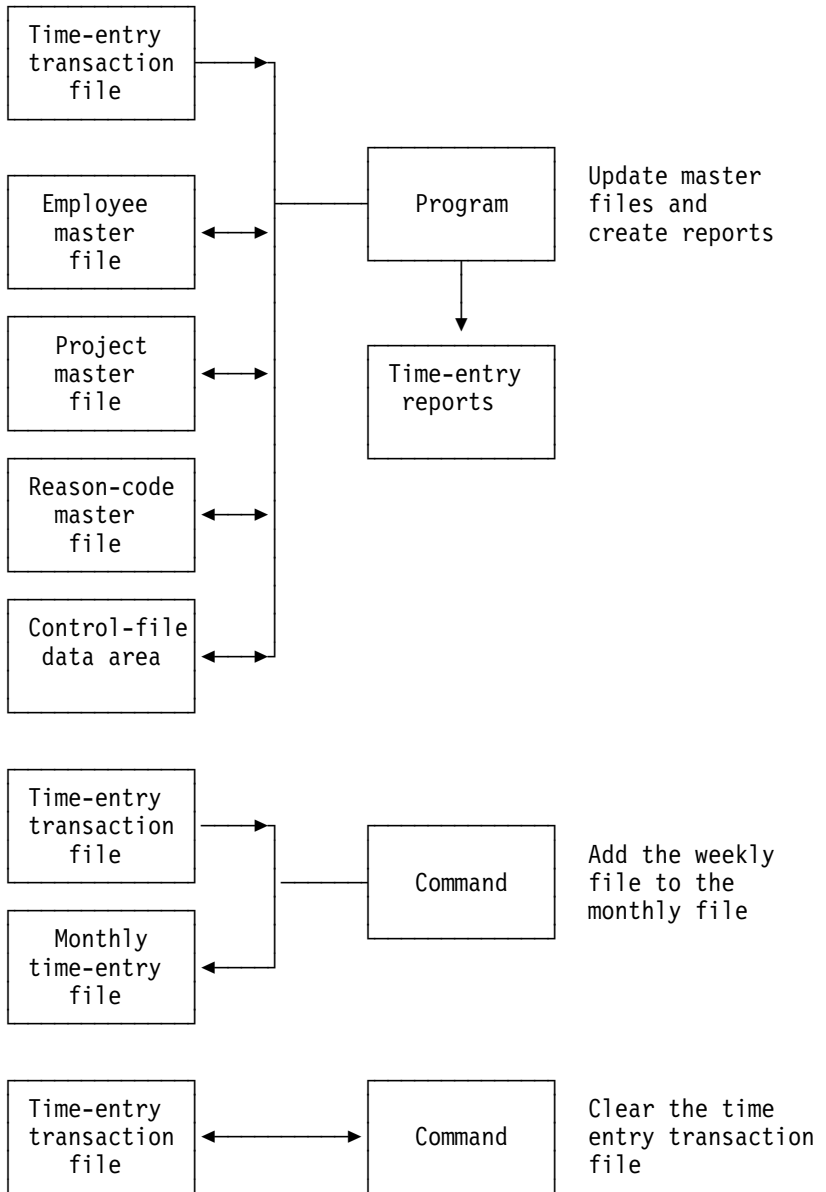 Time-entry
transaction
file
Program
Update master
files and
create reports
Employee
master
file
Project
master
file
Time-entry
reports
Reason-code
master
file
Control-file
data area
Time-entry
transaction
file
Command
Add the weekly
file to the
monthly file
Monthly
time-entry
file
Time-entry
transaction
file
Command
Clear the time
entry transaction
file